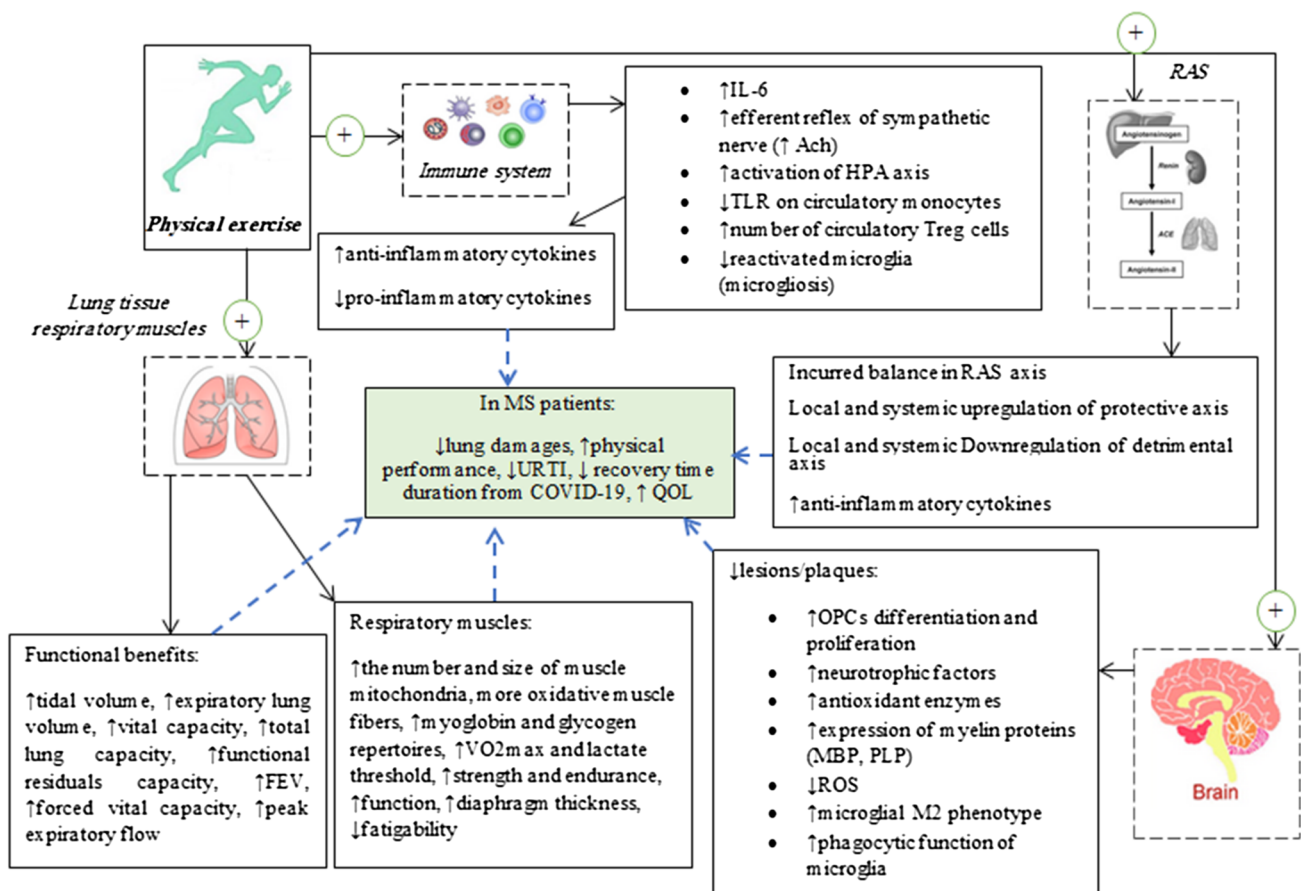 +
RAS
Angiotensinogen
Renin
Angiotensin-I
ACE
Angiotensin-II
Physical exercise
+
Immune system
•	↑IL-6
•	↑efferent reflex of sympathetic
nerve (↑ Ach)
•	↑activation of HPA axis
•	↓TLR on circulatory monocytes
•	↑number of circulatory Treg cells
•	↓reactivated microglia
(microgliosis)
↑anti-inflammatory cytokines
↓pro-inflammatory cytokines
Lung tissue
respiratory muscles
+
In MS patients:
↓lung damages, ↑physical
performance, ↓URTI, ↓ recovery time
duration from COVID-19, ↑ QOL
Incurred balance in RAS axis
Local and systemic upregulation of protective axis
Local and systemic Downregulation of detrimental
axis
↑anti-inflammatory cytokines
Functional benefits:
↑tidal volume, ↑expiratory lung
volume, ↑vital capacity, ↑total
lung capacity, ↑functional
residuals capacity, ↑FEV,
↑forced vital capacity, ↑peak
expiratory flow
Respiratory muscles:
↑the number and size of muscle
mitochondria, more oxidative muscle
fibers, ↑myoglobin and glycogen
repertoires, ↑VO2max and lactate
threshold, ↑strength and endurance,
↑function, ↑diaphragm thickness,
↓fatigability
↓lesions/plaques:
•	↑OPCs differentiation and
proliferation
•	↑neurotrophic factors
•	↑antioxidant enzymes
•	↑expression of myelin proteins
(MBP, PLP)
•	↓ROS
•	↑microglial M2 phenotype
•	↑phagocytic function of
microglia
+
Brain